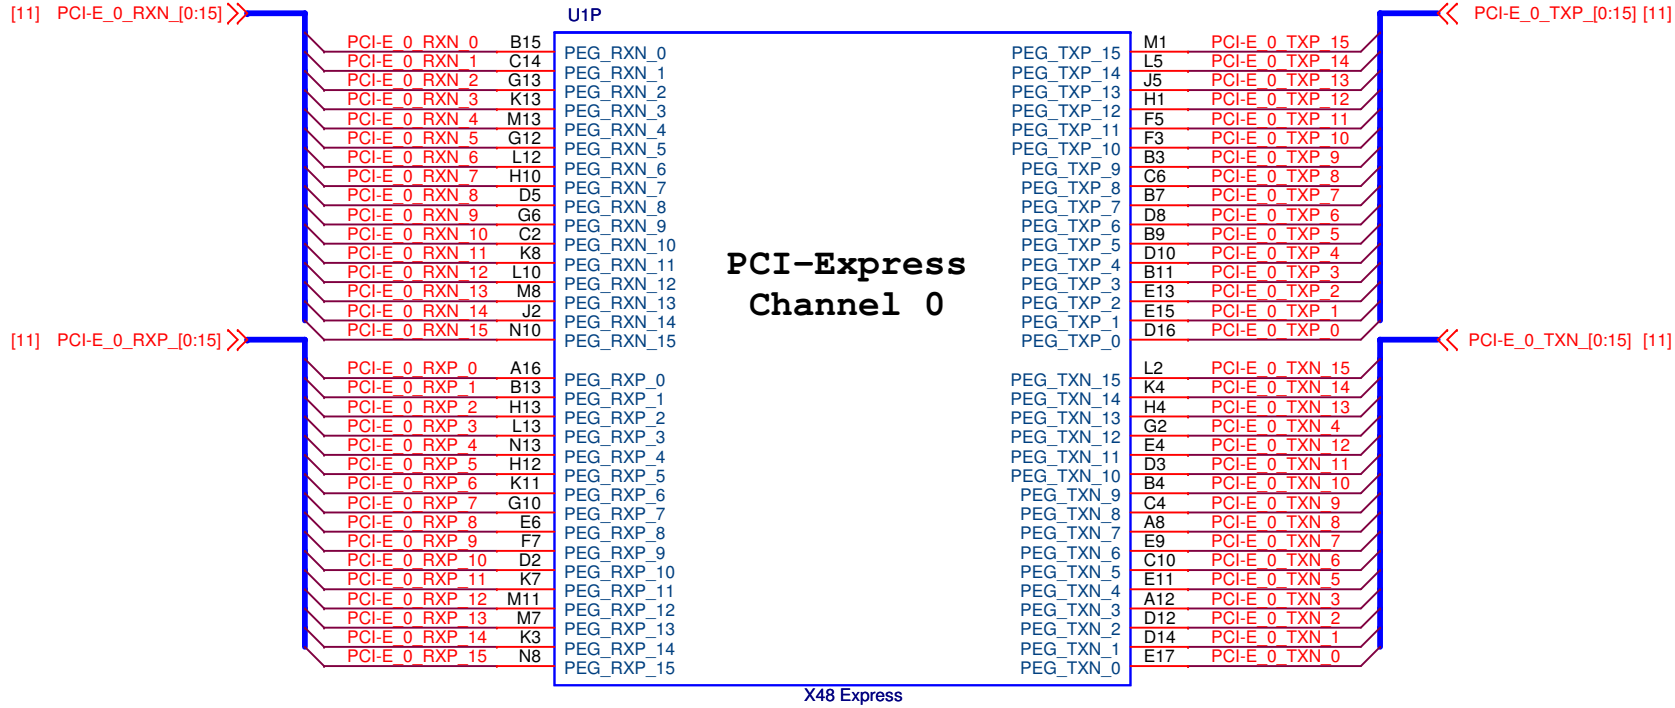 [11] PCI-E_0_RXN_[0:15] U1P PCI-E_0_TXP_[0:15] [11]
PCI-E_0_RXN_0 B15 PEG_RXN_0 PEG_TXP_15 M1 PCI-E_0_TXP_15
PCI-E_0_RXN_1 C14 PEG_RXN_1 PEG_TXP_14 L5 PCI-E_0_TXP_14
PCI-E_0_RXN_2 G13 PEG_RXN_2 PEG_TXP_13 J5 PCI-E_0_TXP_13
PCI-E_0_RXN_3 K13 PEG_RXN_3 PEG_TXP_12 H1 PCI-E_0_TXP_12
PCI-E_0_RXN_4 M13 PEG_RXN_4 PEG_TXP_11 F5 PCI-E_0_TXP_11
PCI-E_0_RXN_5 G12 PEG_RXN_5 PEG_TXP_10 F3 PCI-E_0_TXP_10
PCI-E_0_RXN_6 L12 PEG_RXN_6 PEG_TXP_9 B3 PCI-E_0_TXP_9
PCI-E_0_RXN_7 H10 PEG_RXN_7 PEG_TXP_8 C6 PCI-E_0_TXP_8
PCI-E_0_RXN_8 D5 PEG_RXN_8 PEG_TXP_7 B7 PCI-E_0_TXP_7
PCI-E_0_RXN_9 G6 PEG_RXN_9 PEG_TXP_6 D8 PCI-E_0_TXP_6
PCI-E_0_RXN_10 C2 PEG_RXN_10 PEG_TXP_5 B9 PCI-E_0_TXP_5
PCI-E_0_RXN_11 K8 PEG_RXN_11 PCI-Express PEG_TXP_4 D10 PCI-E_0_TXP_4
PCI-E_0_RXN_12 L10 PEG_RXN_12 PEG_TXP_3 B11 PCI-E_0_TXP_3
PCI-E_0_RXN_13 M8 PEG_RXN_13 Channel 0 PEG_TXP_2 E13 PCI-E_0_TXP_2
PCI-E_0_RXN_14 J2 PEG_RXN_14 PEG_TXP_1 E15 PCI-E_0_TXP_1
PCI-E_0_RXN_15 N10 PEG_RXN_15 PEG_TXP_0 D16 PCI-E_0_TXP_0
[11] PCI-E_0_RXP_[0:15] PCI-E_0_TXN_[0:15] [11]
PCI-E_0_RXP_0 A16 PEG_RXP_0 PEG_TXN_15 L2 PCI-E_0_TXN_15
PCI-E_0_RXP_1 B13 PEG_RXP_1 PEG_TXN_14 K4 PCI-E_0_TXN_14
PCI-E_0_RXP_2 H13 PEG_RXP_2 PEG_TXN_13 H4 PCI-E_0_TXN_13
PCI-E_0_RXP_3 L13 PEG_RXP_3 PEG_TXN_12 G2 PCI-E_0_TXN_4
PCI-E_0_RXP_4 N13 PEG_RXP_4 PEG_TXN_11 E4 PCI-E_0_TXN_12
PCI-E_0_RXP_5 H12 PEG_RXP_5 PEG_TXN_10 D3 PCI-E_0_TXN_11
PCI-E_0_RXP_6 K11 PEG_RXP_6 PEG_TXN_9 B4 PCI-E_0_TXN_10
PCI-E_0_RXP_7 G10 PEG_RXP_7 PEG_TXN_8 C4 PCI-E_0_TXN_9
PCI-E_0_RXP_8 E6 PEG_RXP_8 PEG_TXN_7 A8 PCI-E_0_TXN_8
PCI-E_0_RXP_9 F7 PEG_RXP_9 PEG_TXN_6 E9 PCI-E_0_TXN_7
PCI-E_0_RXP_10 D2 PEG_RXP_10 PEG_TXN_5 C10 PCI-E_0_TXN_6
PCI-E_0_RXP_11 K7 PEG_RXP_11 PEG_TXN_4 E11 PCI-E_0_TXN_5
PCI-E_0_RXP_12 M11 PEG_RXP_12 PEG_TXN_3 A12 PCI-E_0_TXN_3
PCI-E_0_RXP_13 M7 PEG_RXP_13 PEG_TXN_2 D12 PCI-E_0_TXN_2
PCI-E_0_RXP_14 K3 PEG_RXP_14 PEG_TXN_1 D14 PCI-E_0_TXN_1
PCI-E_0_RXP_15 N8 PEG_RXP_15 PEG_TXN_0 E17 PCI-E_0_TXN_0
X48 Express